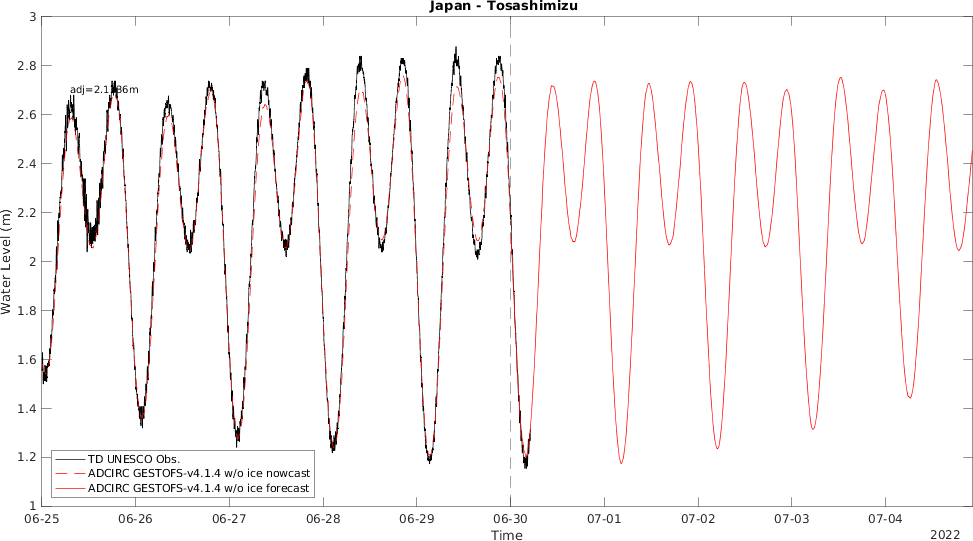 Japan - Tosashimizu
3
2.8
2.6
2.4
2.2
2
1.8
1.6
1.4
1.2
1
Water Level (m)
TD UNESCO Obs.
ADCIRC GESTOFS-v4.1.4 w/o ice nowcast
ADCIRC GESTOFS-v4.1.4 w/o ice forecast
06-25 06-26 06-27 06-28 06-29 06-30 07-01 07-02 07-03 07-04
Time
2022